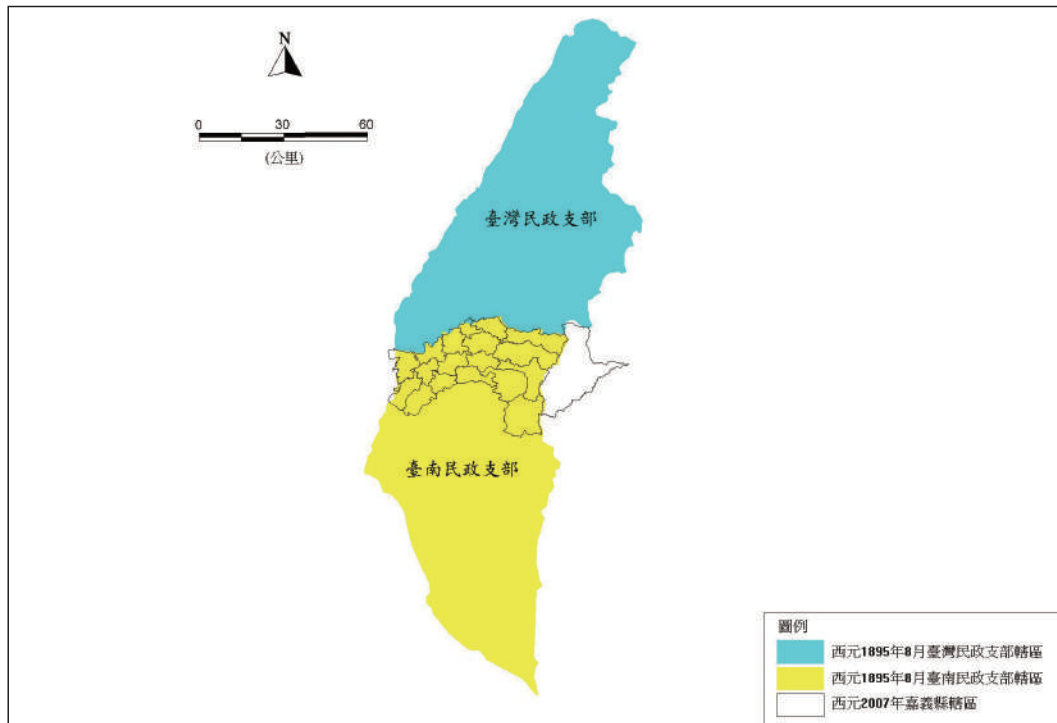 N
0 30 60
(公里)
臺灣民政支部
臺南民政支部
圖例
西元1895年8月臺灣民政支部轄區
西元1895年8月臺南民政支部轄區
西元2007年嘉義縣轄區